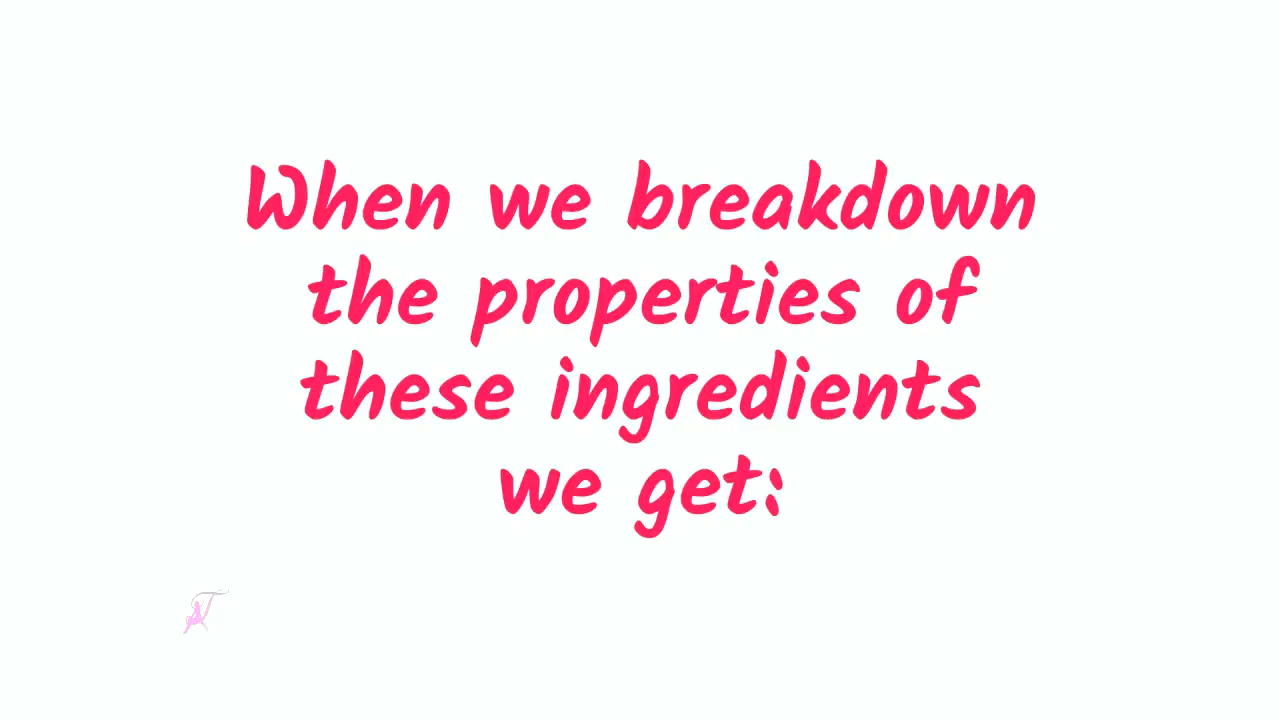 When we breakdown
the properties of
these ingredients
we get: